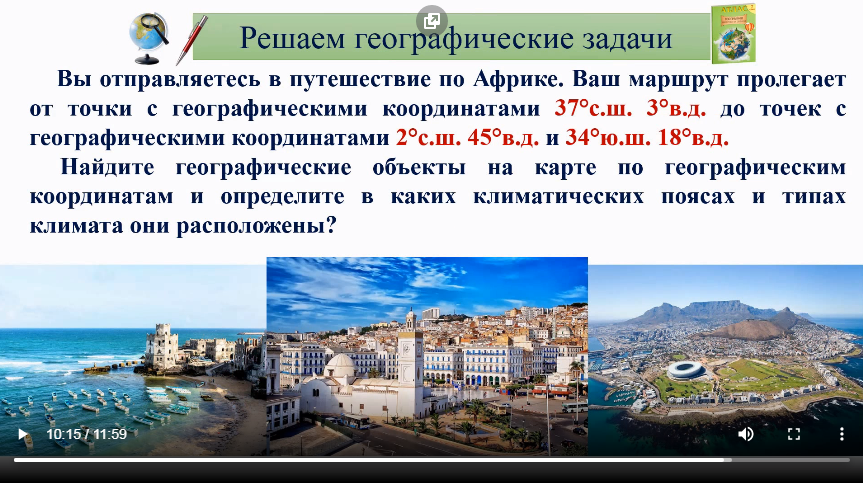 Решаем географические задачи
АТЛАС
Вы отправляетесь в путешествие по Африке. Ваш маршрут пролегает
от точки с географическими координатами 37°с.ш. 3°в.д. до точек с
географическими координатами 2°с.ш. 45°в.д. и 34°ю.ш. 18°в.д.
Найдите географические объекты на карте по географическим
координатам и определите в каких климатических поясах и типах
климата они расположены?
10:15 / 11:59